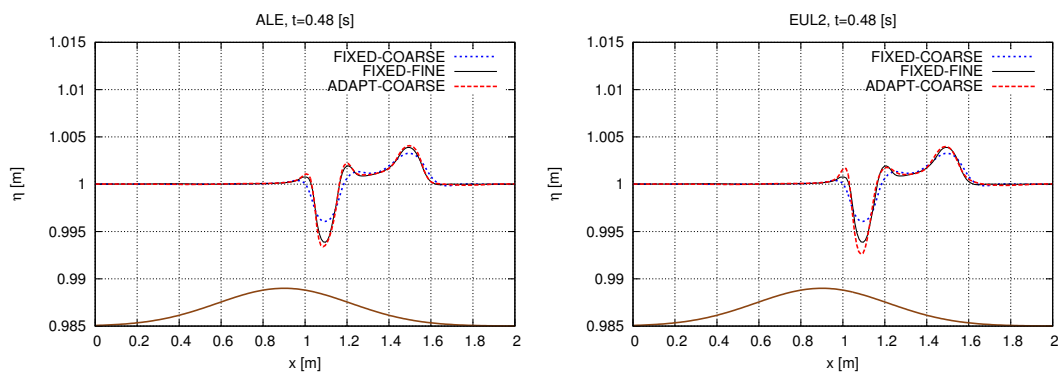 ALE, t=0.48 [s]
1.015
1.01
1.005
1
0.995
0.99
0.985
η [m]
FIXED-COARSE
FIXED-FINE
ADAPT-COARSE
0 0.2 0.4 0.6 0.8 1 1.2 1.4 1.6 1.8 2
x [m]
EUL2, t=0.48 [s]
1.015
1.01
1.005
1
0.995
0.99
0.985
η [m]
FIXED-COARSE
FIXED-FINE
ADAPT-COARSE
0 0.2 0.4 0.6 0.8 1 1.2 1.4 1.6 1.8 2
x [m]